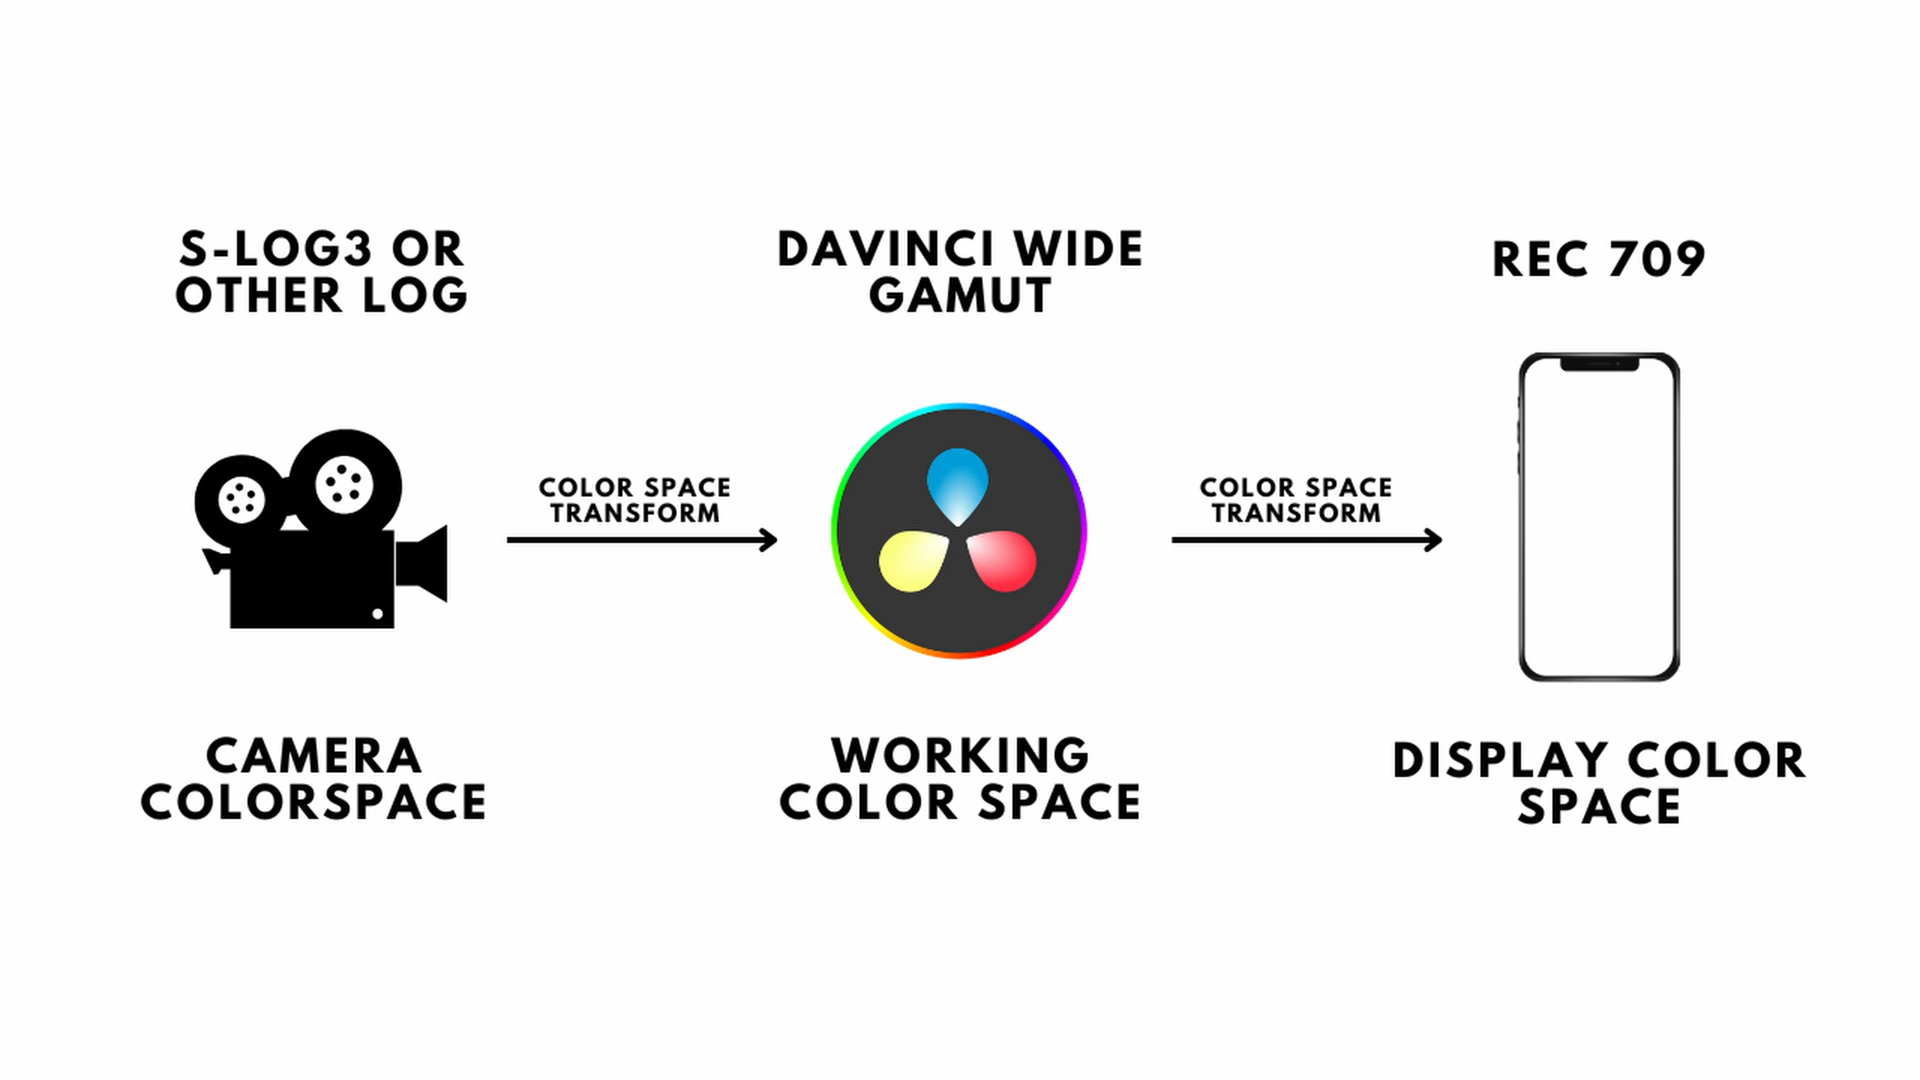 S-LOG3 OR
OTHER LOG
DAVINCI WIDE
GAMUT
REC 709
COLOR SPACE
TRANSFORM
COLOR SPACE
TRANSFORM
CAMERA
COLORSPACE
WORKING
COLOR SPACE
DISPLAY COLOR
SPACE